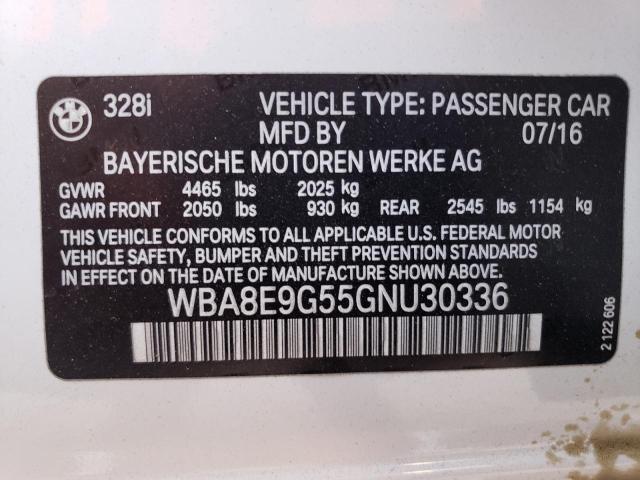 BMW
328i VEHICLE TYPE: PASSENGER CAR
MFD BY 07/16
BAYERISCHE MOTOREN WERKE AG
GVWR 4465 lbs 2025 kg
GAWR FRONT 2050 lbs 930 kg REAR 2545 lbs 1154 kg
THIS VEHICLE CONFORMS TO ALL APPLICABLE U.S. FEDERAL MOTOR
VEHICLE SAFETY, BUMPER AND THEFT PREVENTION STANDARDS
IN EFFECT ON THE DATE OF MANUFACTURE SHOWN ABOVE.
WBA8E9G55GNU30336
2 122 606